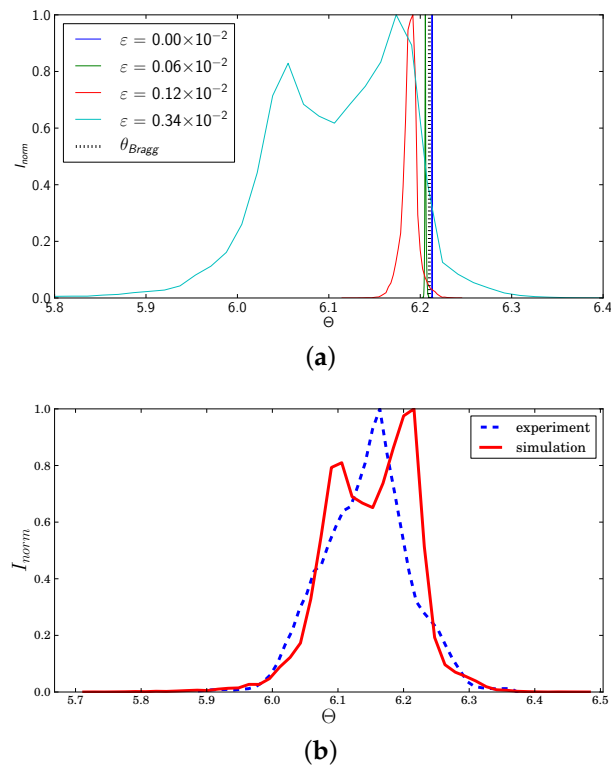 1.0
0.8
0.6
0.4
0.2
0.0
I_norm
ε = 0.00×10⁻²
ε = 0.06×10⁻²
ε = 0.12×10⁻²
ε = 0.34×10⁻²
θ_Bragg
5.8 5.9 6.0 6.1 6.2 6.3 6.4
Θ
(a)
1.0
0.8
0.6
0.4
0.2
0.0
I_norm
experiment
simulation
5.7 5.8 5.9 6.0 6.1 6.2 6.3 6.4 6.5
Θ
(b)